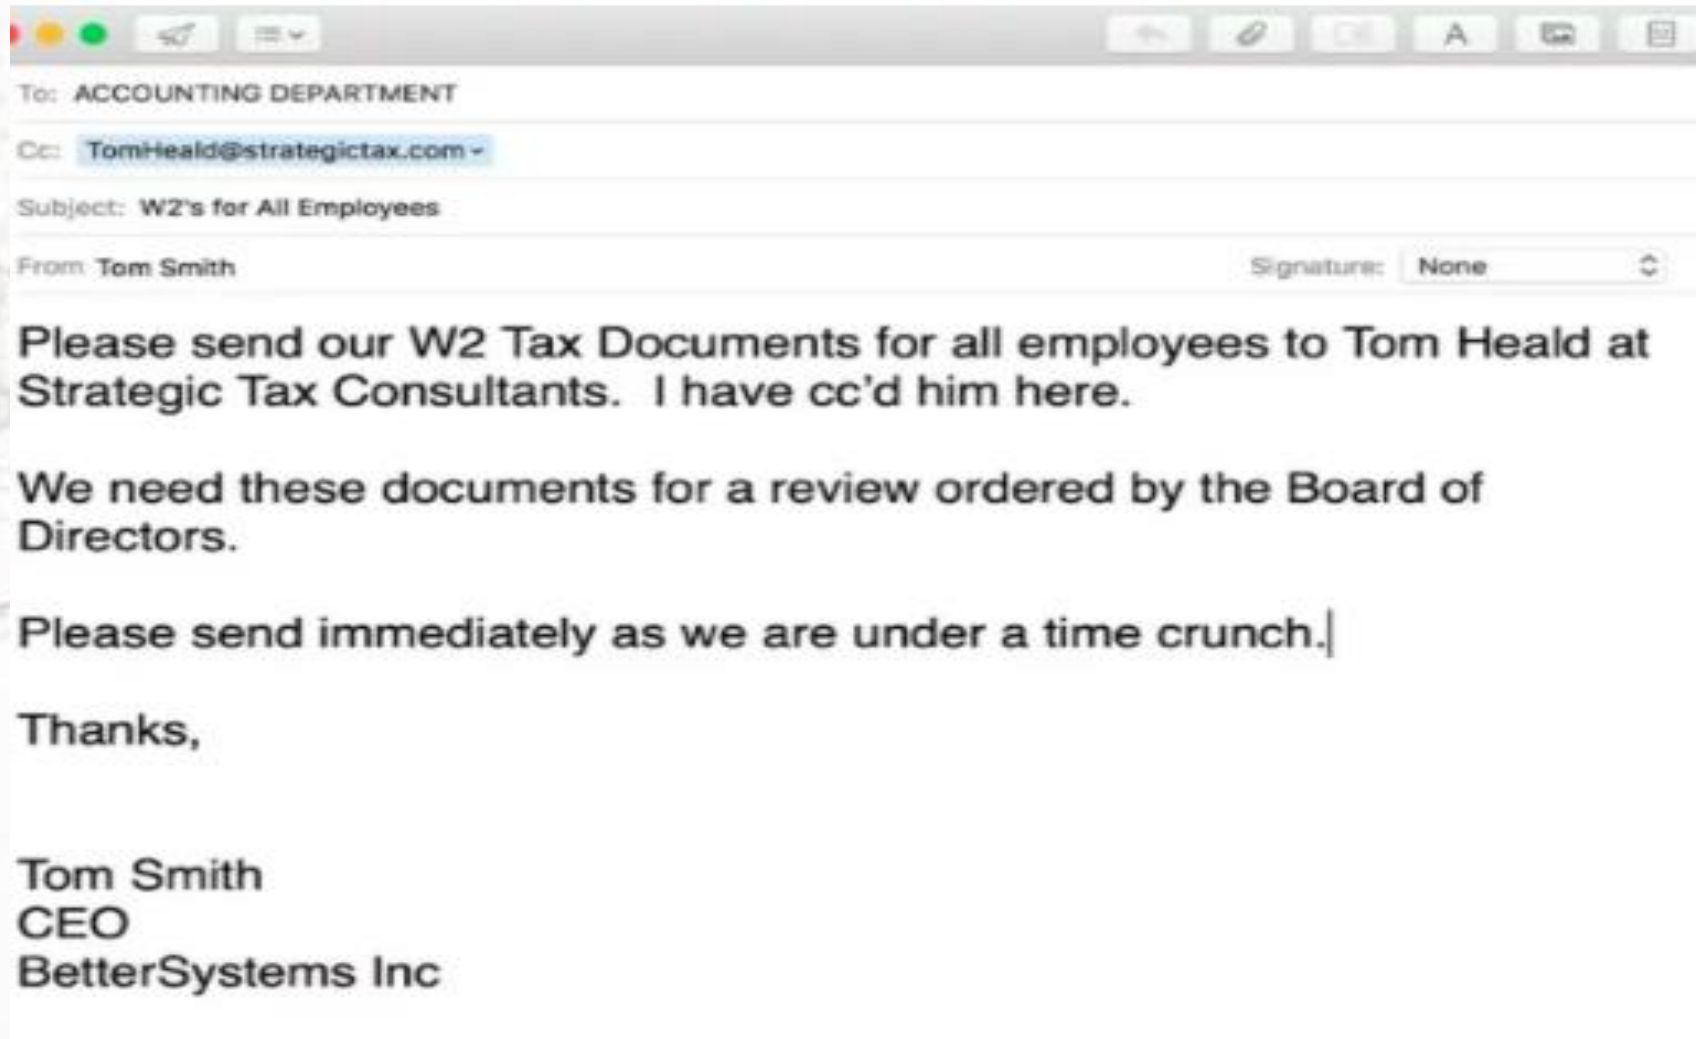 To: ACCOUNTING DEPARTMENT
Cc: TomHeald@strategictax.com
Subject: W2's for All Employees
From Tom Smith Signature: None
Please send our W2 Tax Documents for all employees to Tom Heald at
Strategic Tax Consultants. I have cc'd him here.
We need these documents for a review ordered by the Board of
Directors.
Please send immediately as we are under a time crunch.
Thanks,
Tom Smith
CEO
BetterSystems Inc